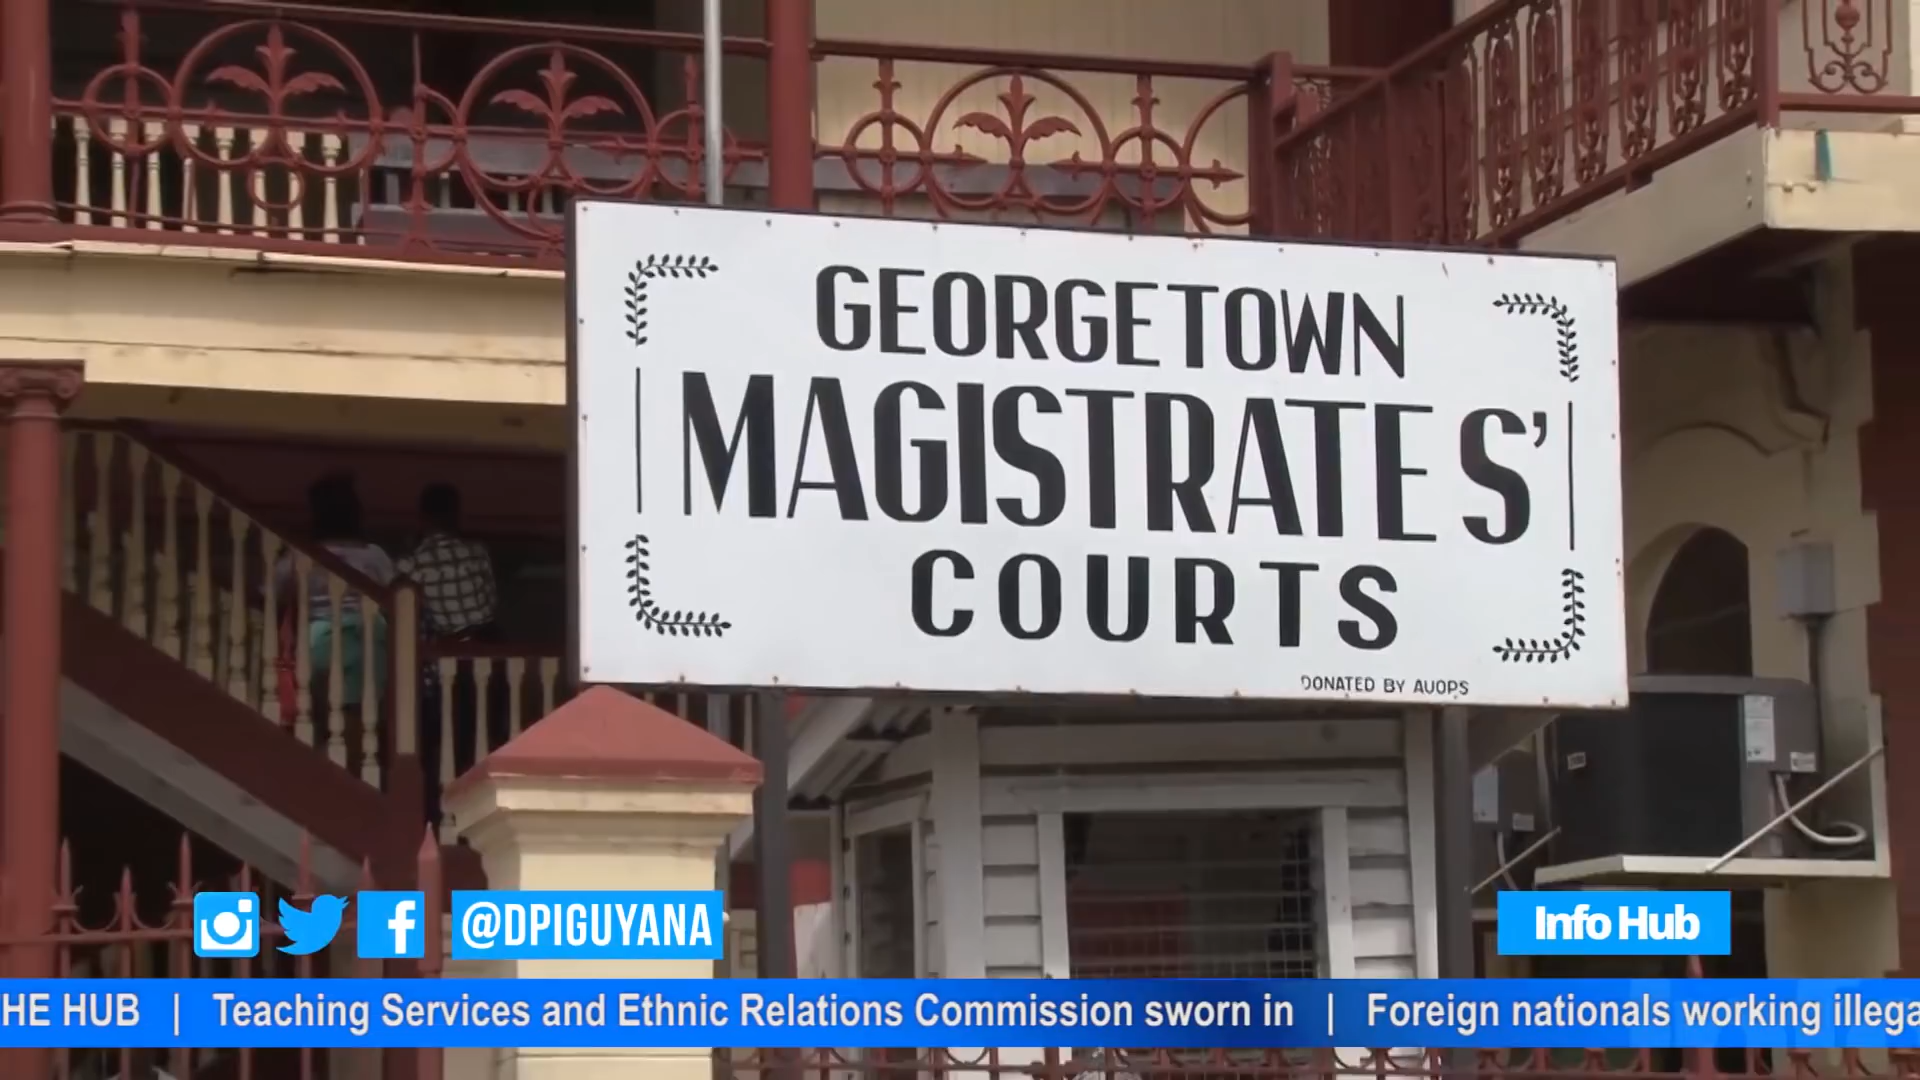 GEORGETOWN
MAGISTRATES'
COURTS
DONATED BY AUOPS
@DPIGUYANA
Info Hub
HE HUB | Teaching Services and Ethnic Relations Commission sworn in | Foreign nationals working illega